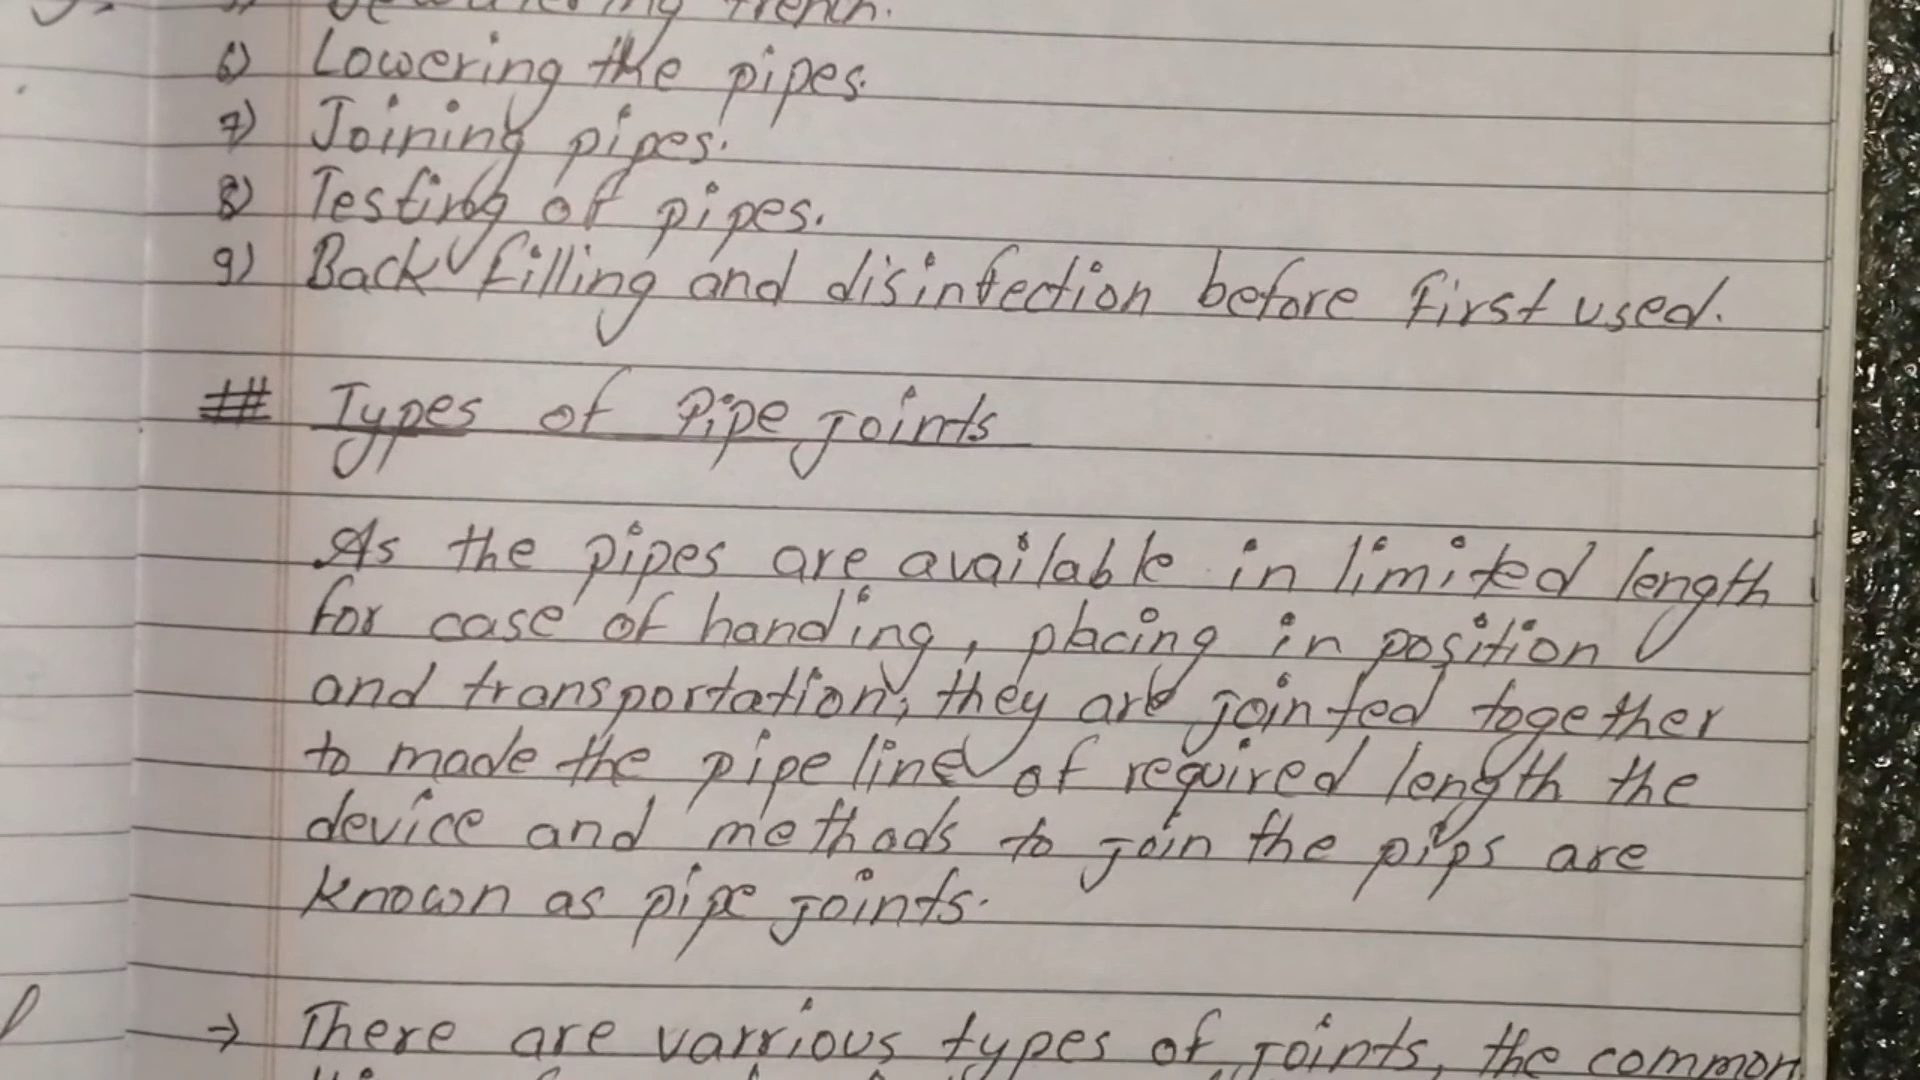 5) Dewatering trench.
6) Lowering the pipes.
7) Joining pipes.
8) Testing of pipes.
9) Back filling and disinfection before first used.
# Types of Pipe Joints
As the pipes are available in limited length
for case of handing, placing in position
and transportation, they are jointed together
to made the pipe line of required length the
device and methods to join the pips are
known as pipe joints.
→ There are varrious types of joints, the common